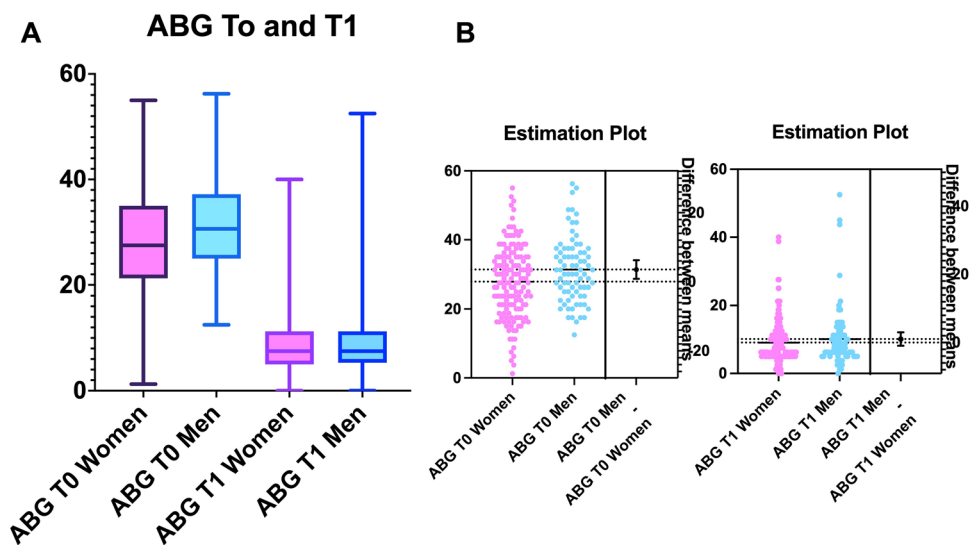 A
ABG To and T1
60
40
20
0
ABG T0 Women
ABG T0 Men
ABG T1 Women
ABG T1 Men
B
Estimation Plot
60
40
20
0
20
0
-20
Difference between means
ABG T0 Women
ABG T0 Men
ABG T0 Men
-
ABG T0 Women
Estimation Plot
60
40
20
0
40
20
0
Difference between means
ABG T1 Women
ABG T1 Men
ABG T1 Men
-
ABG T1 Women